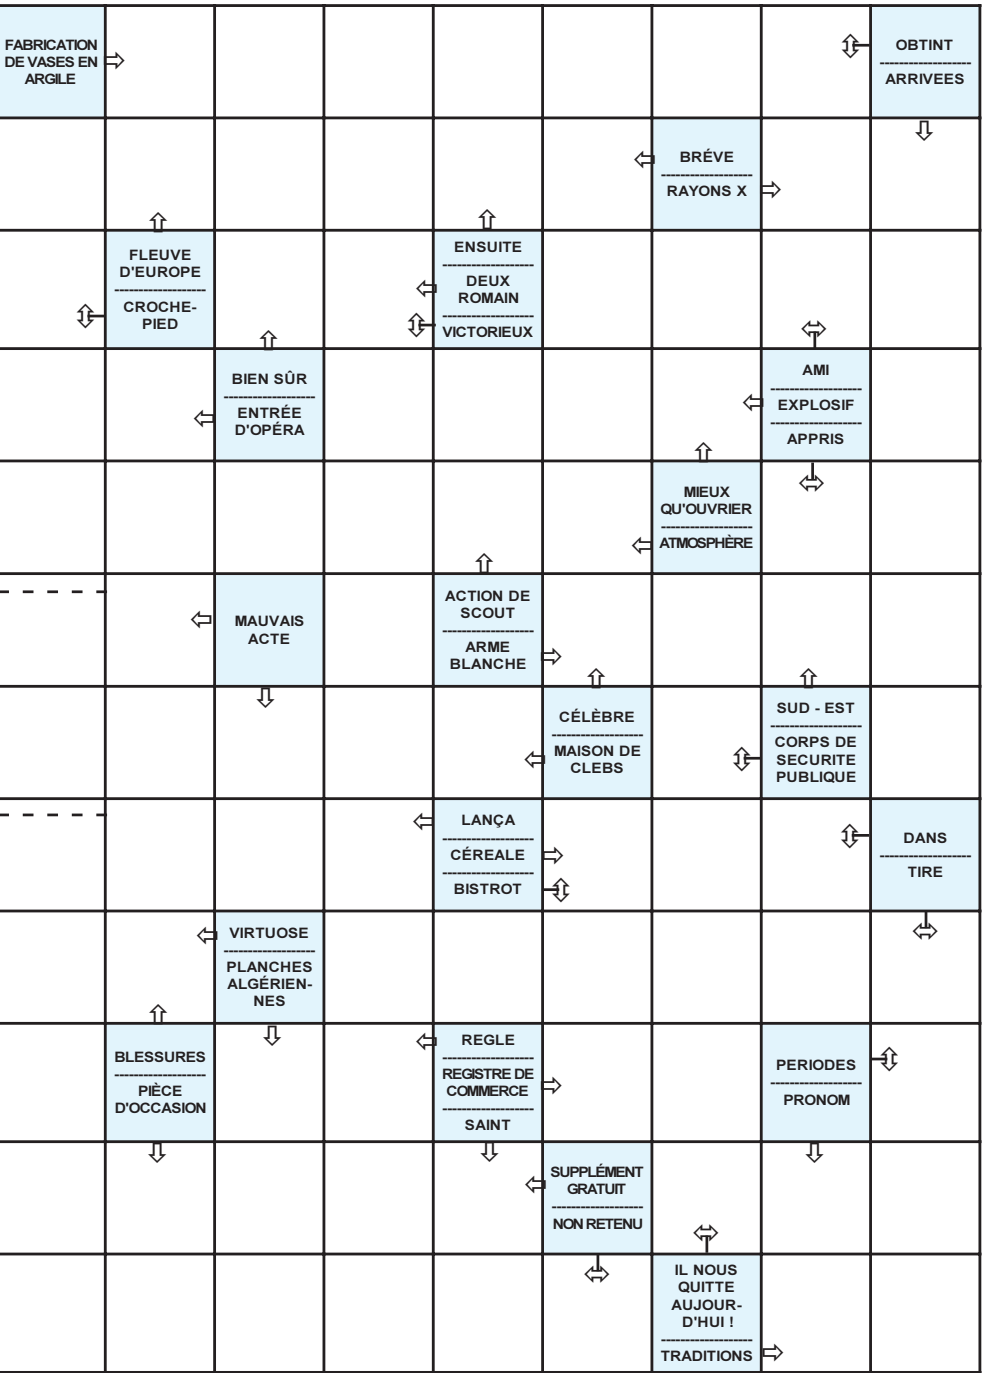 FABRICATION
DE VASES EN
ARGILE
OBTINT
ARRIVEES
BRÉVE
RAYONS X
FLEUVE
D'EUROPE
CROCHE-
PIED
ENSUITE
DEUX
ROMAIN
VICTORIEUX
BIEN SÛR
ENTRÉE
D'OPÉRA
AMI
EXPLOSIF
APPRIS
MIEUX
QU'OUVRIER
ATMOSPHÈRE
MAUVAIS
ACTE
ACTION DE
SCOUT
ARME
BLANCHE
CÉLÈBRE
MAISON DE
CLEBS
SUD - EST
CORPS DE
SECURITE
PUBLIQUE
LANÇA
CÉREALE
BISTROT
DANS
TIRE
VIRTUOSE
PLANCHES
ALGÉRIEN-
NES
BLESSURES
PIÈCE
D'OCCASION
REGLE
REGISTRE DE
COMMERCE
SAINT
PERIODES
PRONOM
SUPPLÉMENT
GRATUIT
NON RETENU
IL NOUS
QUITTE
AUJOUR-
D'HUI !
TRADITIONS